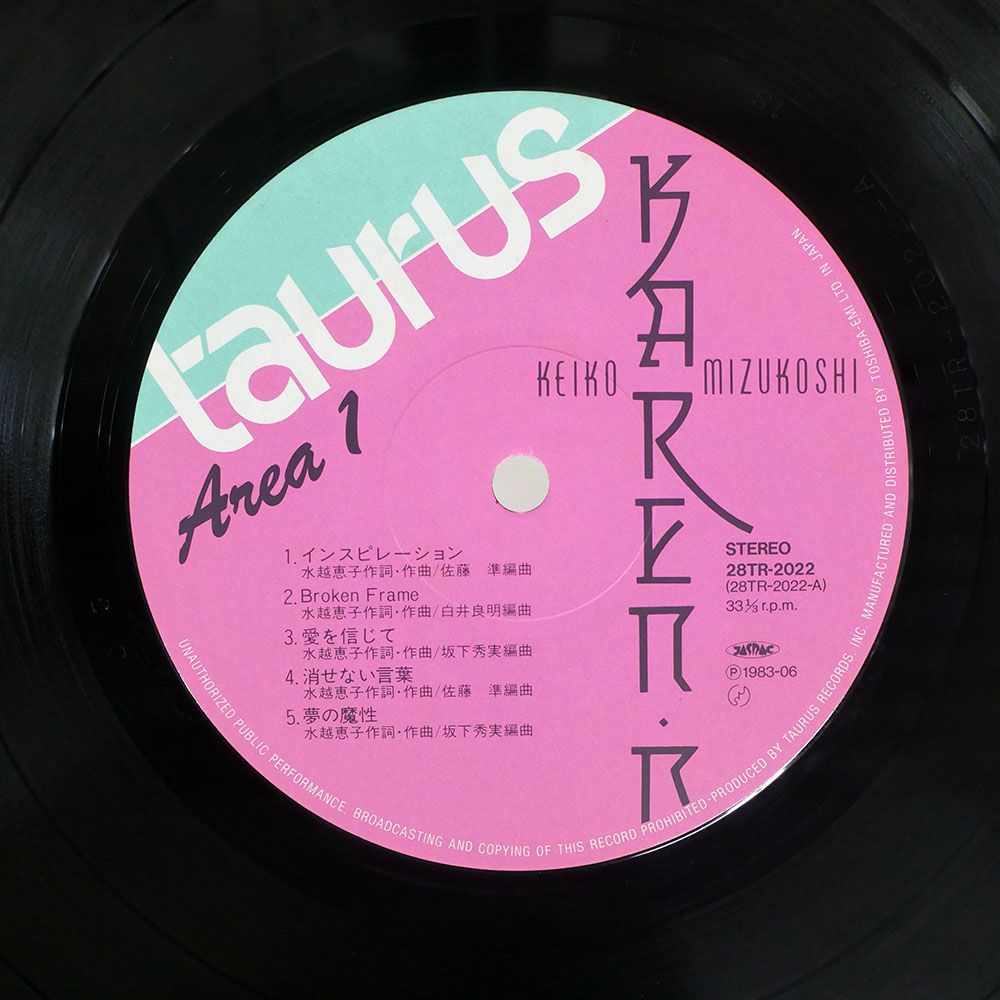 taurus
Area 1
KAREN・R
KEIKO MIZUKOSHI
1. インスピレーション
水越恵子作詞・作曲/佐藤 準編曲
2. Broken Frame
水越恵子作詞・作曲/白井良明編曲
3. 愛を信じて
水越恵子作詞・作曲/坂下秀実編曲
4. 消せない言葉
水越恵子作詞・作曲/佐藤 準編曲
5. 夢の魔性
水越恵子作詞・作曲/坂下秀実編曲
STEREO
28TR-2022
(28TR-2022-A)
33⅓ r.p.m.
JASRAC
Ⓟ1983-06
UNAUTHORIZED PUBLIC PERFORMANCE, BROADCASTING AND COPYING OF THIS RECORD PROHIBITED・PRODUCED BY TAURUS RECORDS, INC. MANUFACTURED AND DISTRIBUTED BY TOSHIBA-EMI LTD. IN JAPAN
28TR-2022-A